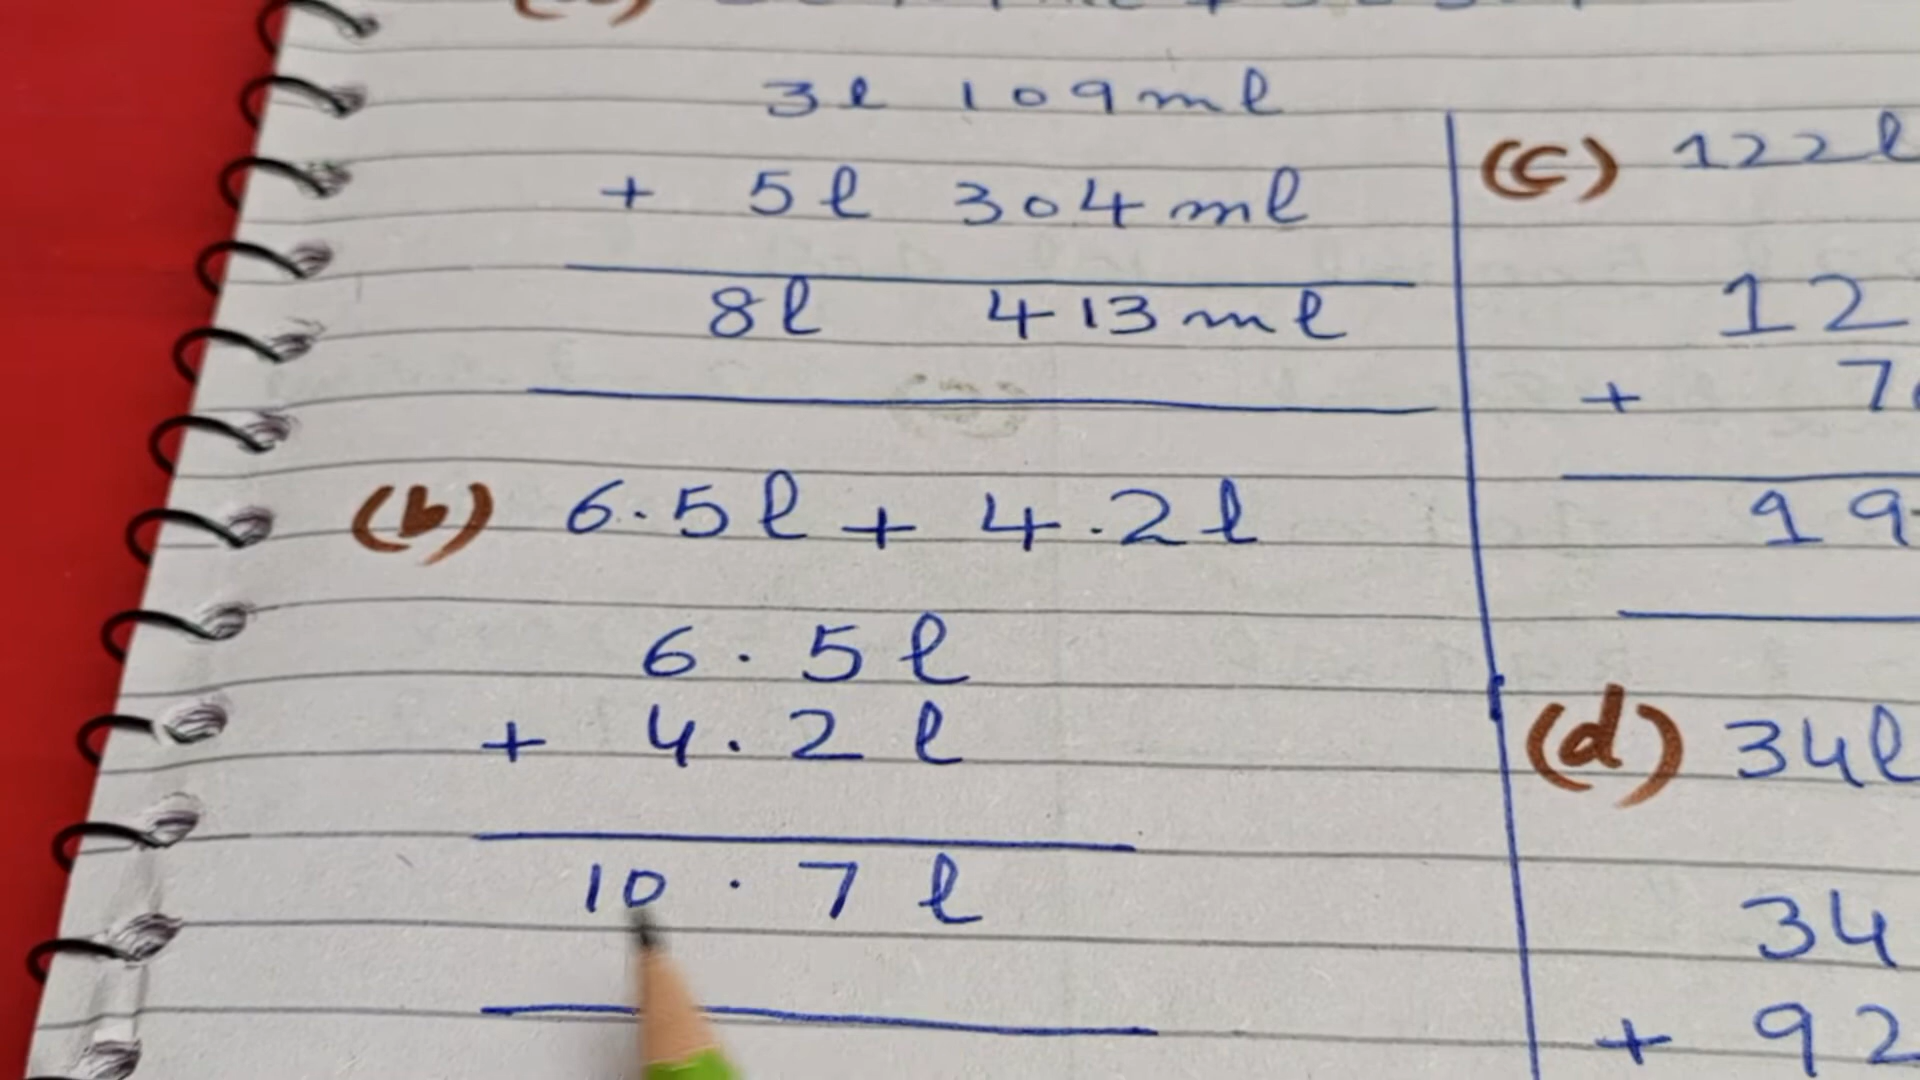 3l 109ml
+ 5l 304ml
8l 413ml
(b) 6.5l + 4.2l
6.5l
+ 4.2l
10.7l
(c) 122l
12
+ 7
19
(d) 34l
34
+ 92